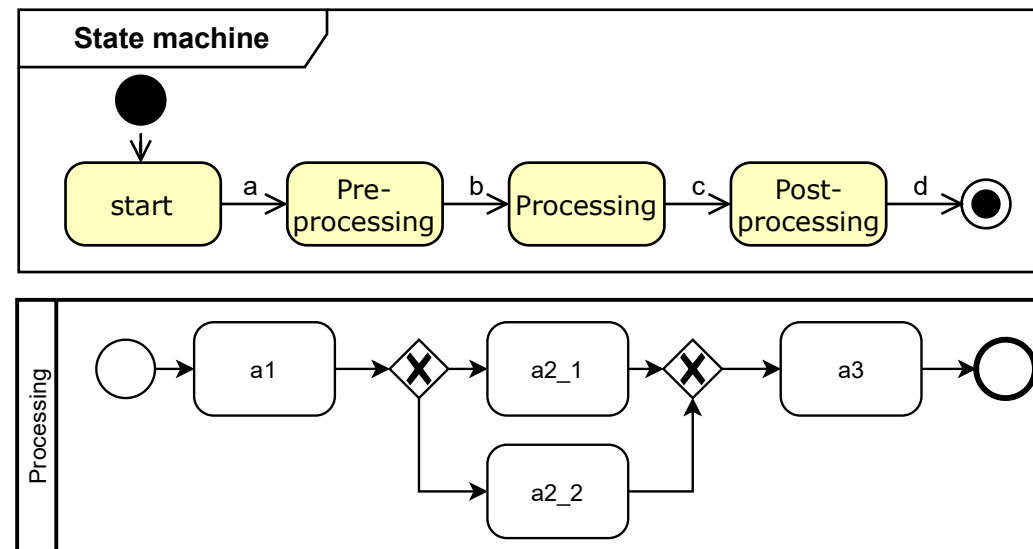 State machine
start
a
Pre-
processing
b
Processing
c
Post-
processing
d
Processing
a1
a2_1
a3
a2_2